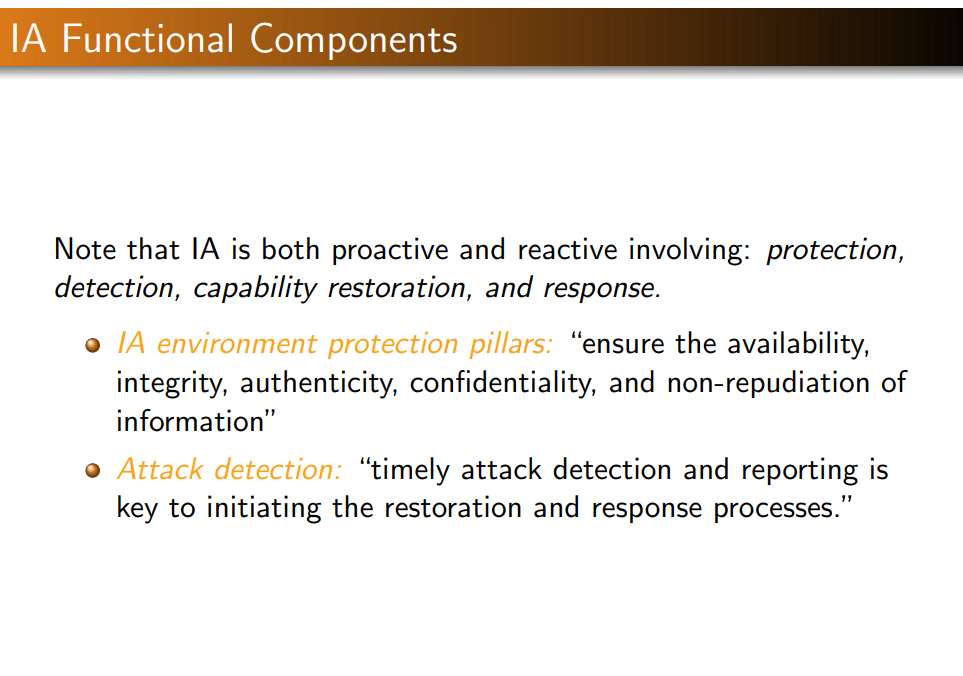 IA Functional Components
Note that IA is both proactive and reactive involving: protection,
detection, capability restoration, and response.
IA environment protection pillars: “ensure the availability,
integrity, authenticity, confidentiality, and non-repudiation of
information”
Attack detection: “timely attack detection and reporting is
key to initiating the restoration and response processes.”